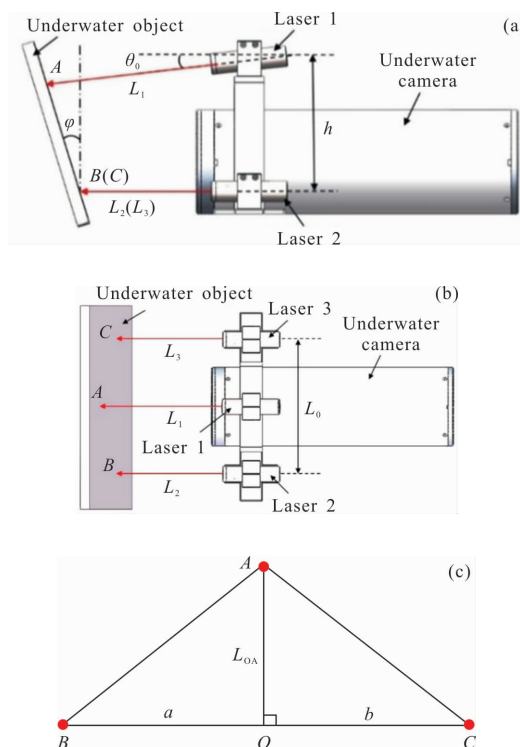 Underwater object
Laser 1
(a)
A
θ₀
L₁
Underwater
camera
φ
h
B(C)
L₂(L₃)
Laser 2
(b)
Underwater object
Laser 3
Underwater
camera
C
L₃
A
L₁
L₀
Laser 1
B
L₂
Laser 2
(c)
A
L_OA
a
b
B
O
C